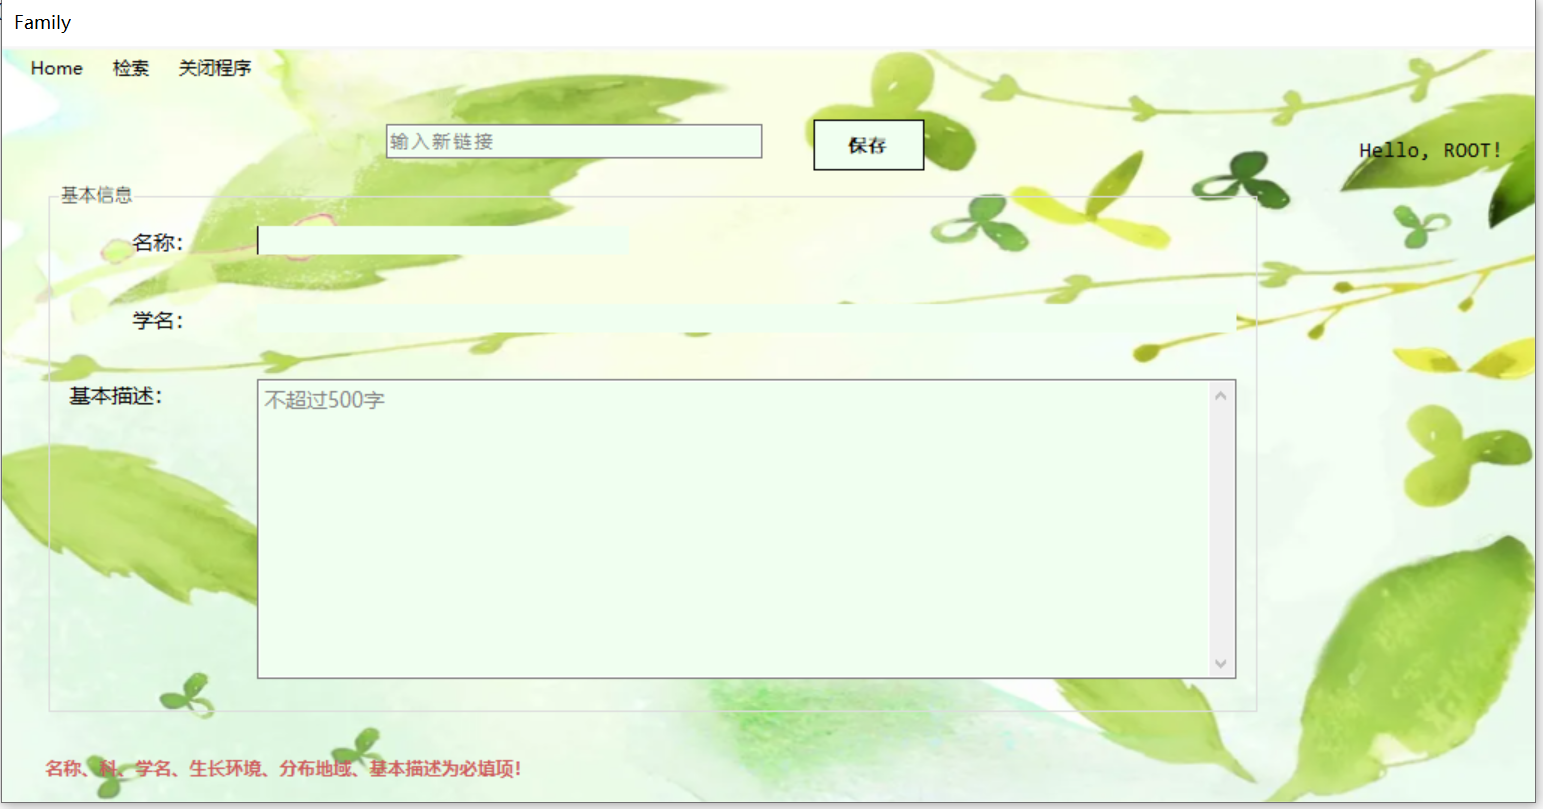 Family
Home 检索 关闭程序
输入新链接 保存
Hello, ROOT!
基本信息
名称：
学名：
基本描述：
不超过500字
名称、科、学名、生长环境、分布地域、基本描述为必填项！